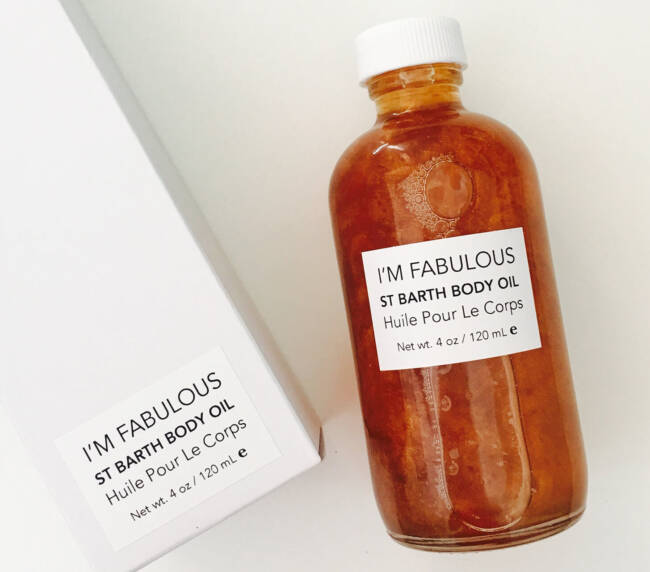 I'M FABULOUS
ST BARTH BODY OIL
Huile Pour Le Corps
Net wt. 4 oz / 120 mL e
I'M FABULOUS
ST BARTH BODY OIL
Huile Pour Le Corps
Net wt. 4 oz / 120 mL e